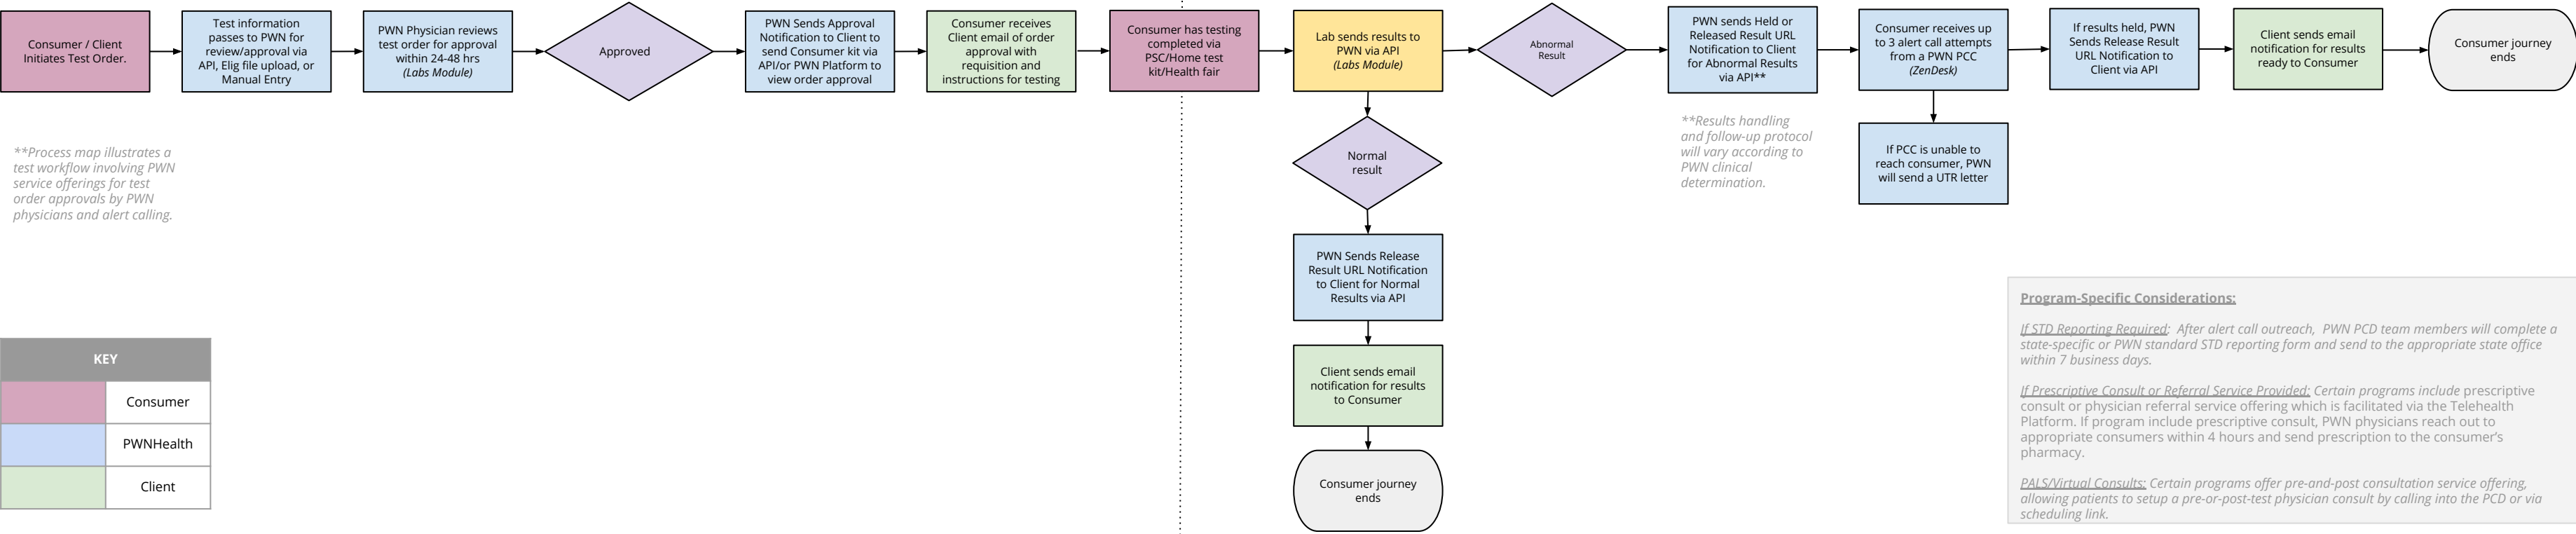 Consumer / Client
Initiates Test Order.
Test information
passes to PWN for
review/approval via
API, Elig file upload, or
Manual Entry
PWN Physician reviews
test order for approval
within 24-48 hrs
(Labs Module)
Approved
PWN Sends Approval
Notification to Client to
send Consumer kit via
API/or PWN Platform to
view order approval
Consumer receives
Client email of order
approval with
requisition and
instructions for testing
Consumer has testing
completed via
PSC/Home test
kit/Health fair
Lab sends results to
PWN via API
(Labs Module)
Abnormal
Result
PWN sends Held or
Released Result URL
Notification to Client
for Abnormal Results
via API**
Consumer receives up
to 3 alert call attempts
from a PWN PCC
(ZenDesk)
If results held, PWN
Sends Release Result
URL Notification to
Client via API
Client sends email
notification for results
ready to Consumer
Consumer journey
ends
**Process map illustrates a
test workflow involving PWN
service offerings for test
order approvals by PWN
physicians and alert calling.
Normal
result
**Results handling
and follow-up protocol
will vary according to
PWN clinical
determination.
If PCC is unable to
reach consumer, PWN
will send a UTR letter
PWN Sends Release
Result URL Notification
to Client for Normal
Results via API
Client sends email
notification for results
to Consumer
Consumer journey
ends
KEY
Consumer
PWNHealth
Client
Program-Specific Considerations:
If STD Reporting Required:  After alert call outreach,  PWN PCD team members will complete a
state-specific or PWN standard STD reporting form and send to the appropriate state office
within 7 business days.
If Prescriptive Consult or Referral Service Provided: Certain programs include prescriptive
consult or physician referral service offering which is facilitated via the Telehealth
Platform. If program include prescriptive consult, PWN physicians reach out to
appropriate consumers within 4 hours and send prescription to the consumer's
pharmacy.
PALS/Virtual Consults: Certain programs offer pre-and-post consultation service offering,
allowing patients to setup a pre-or-post-test physician consult by calling into the PCD or via
scheduling link.